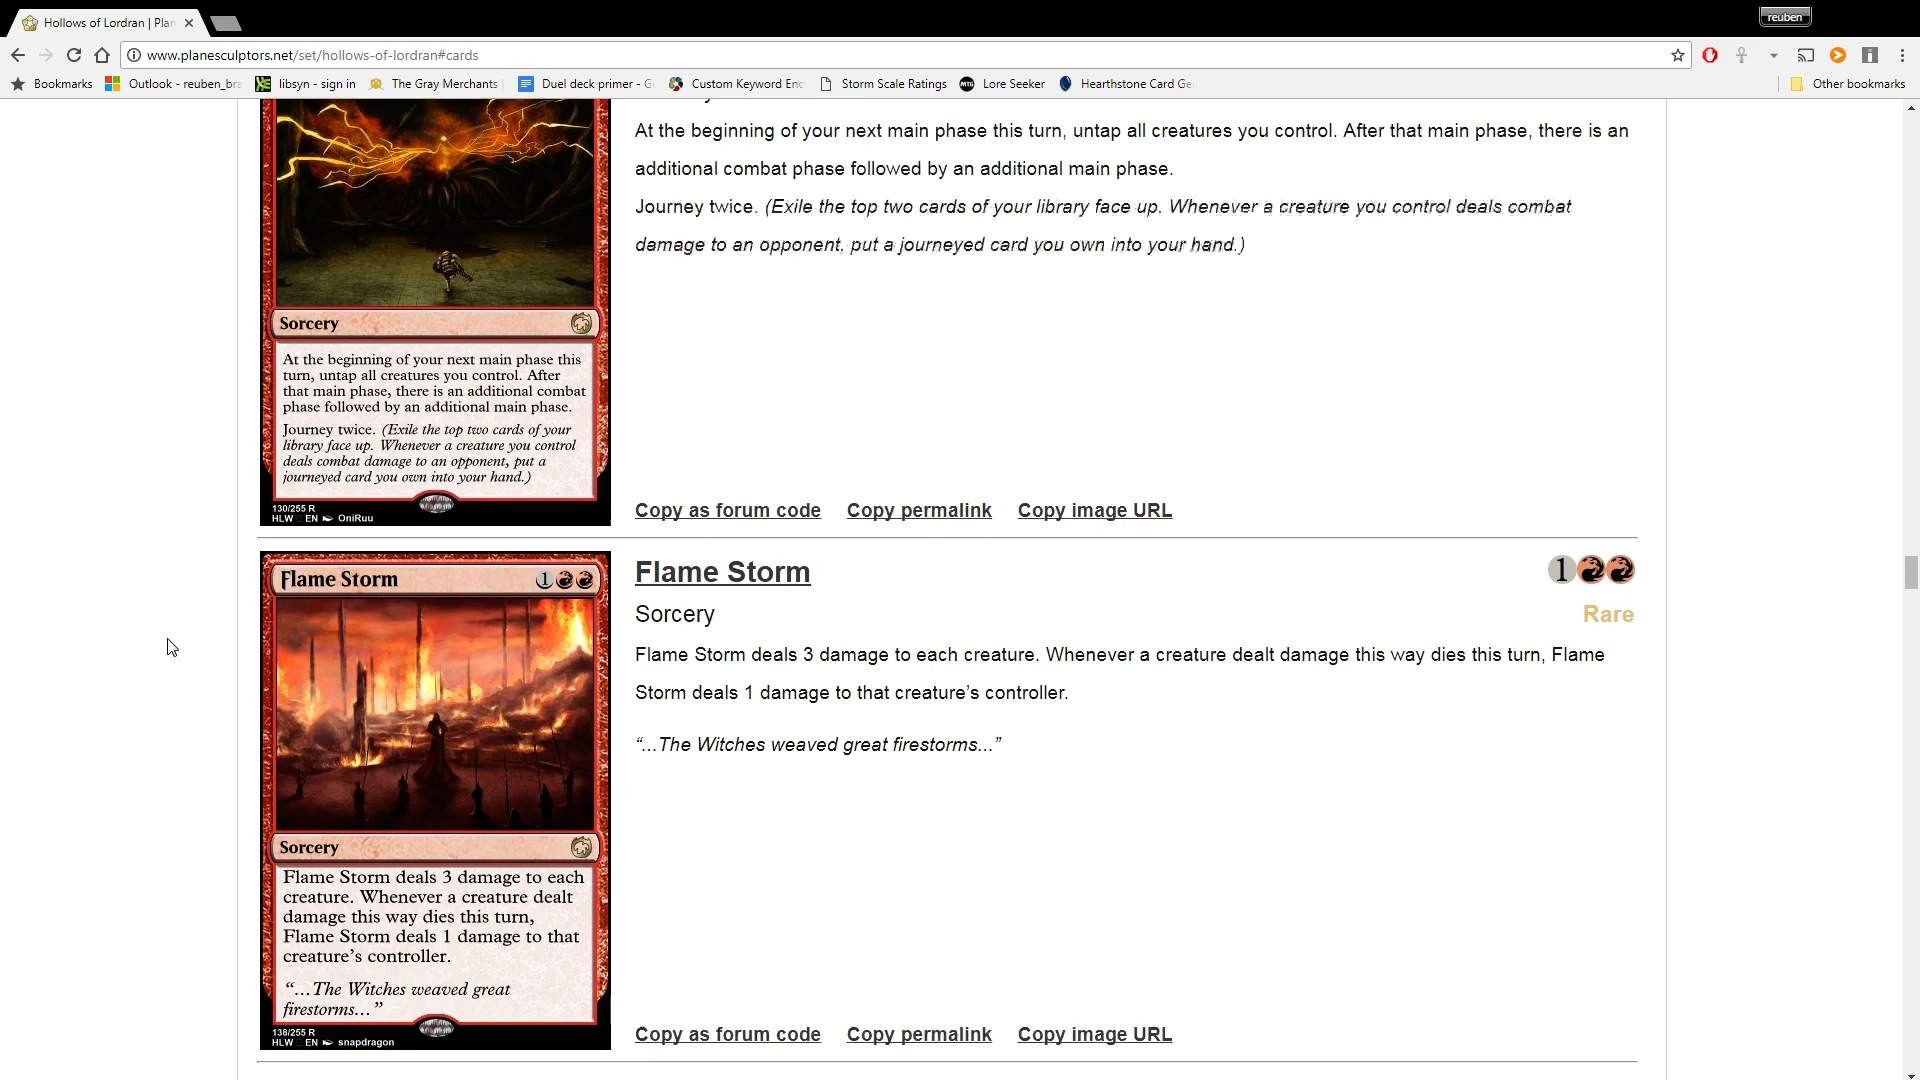 Hollows of Lordran | Plan
reuben
www.planesculptors.net/set/hollows-of-lordran#cards
Bookmarks
Outlook - reuben_bra
libsyn - sign in
The Gray Merchants
Duel deck primer - G
Custom Keyword Enc
Storm Scale Ratings
MTG
Lore Seeker
Hearthstone Card Ge
Other bookmarks
At the beginning of your next main phase this turn, untap all creatures you control. After that main phase, there is an
additional combat phase followed by an additional main phase.
Journey twice. (Exile the top two cards of your library face up. Whenever a creature you control deals combat
damage to an opponent, put a journeyed card you own into your hand.)
Sorcery
At the beginning of your next main phase this
turn, untap all creatures you control. After
that main phase, there is an additional combat
phase followed by an additional main phase.
Journey twice. (Exile the top two cards of your
library face up. Whenever a creature you control
deals combat damage to an opponent, put a
journeyed card you own into your hand.)
130/255 R
HLW EN OniRuu
Copy as forum code Copy permalink Copy image URL
Flame Storm 1
Flame Storm 1
Sorcery Rare
Flame Storm deals 3 damage to each creature. Whenever a creature dealt damage this way dies this turn, Flame
Storm deals 1 damage to that creature’s controller.
“...The Witches weaved great firestorms...”
Sorcery
Flame Storm deals 3 damage to each
creature. Whenever a creature dealt
damage this way dies this turn,
Flame Storm deals 1 damage to that
creature’s controller.
“...The Witches weaved great
firestorms...”
138/255 R
HLW EN snapdragon
Copy as forum code Copy permalink Copy image URL